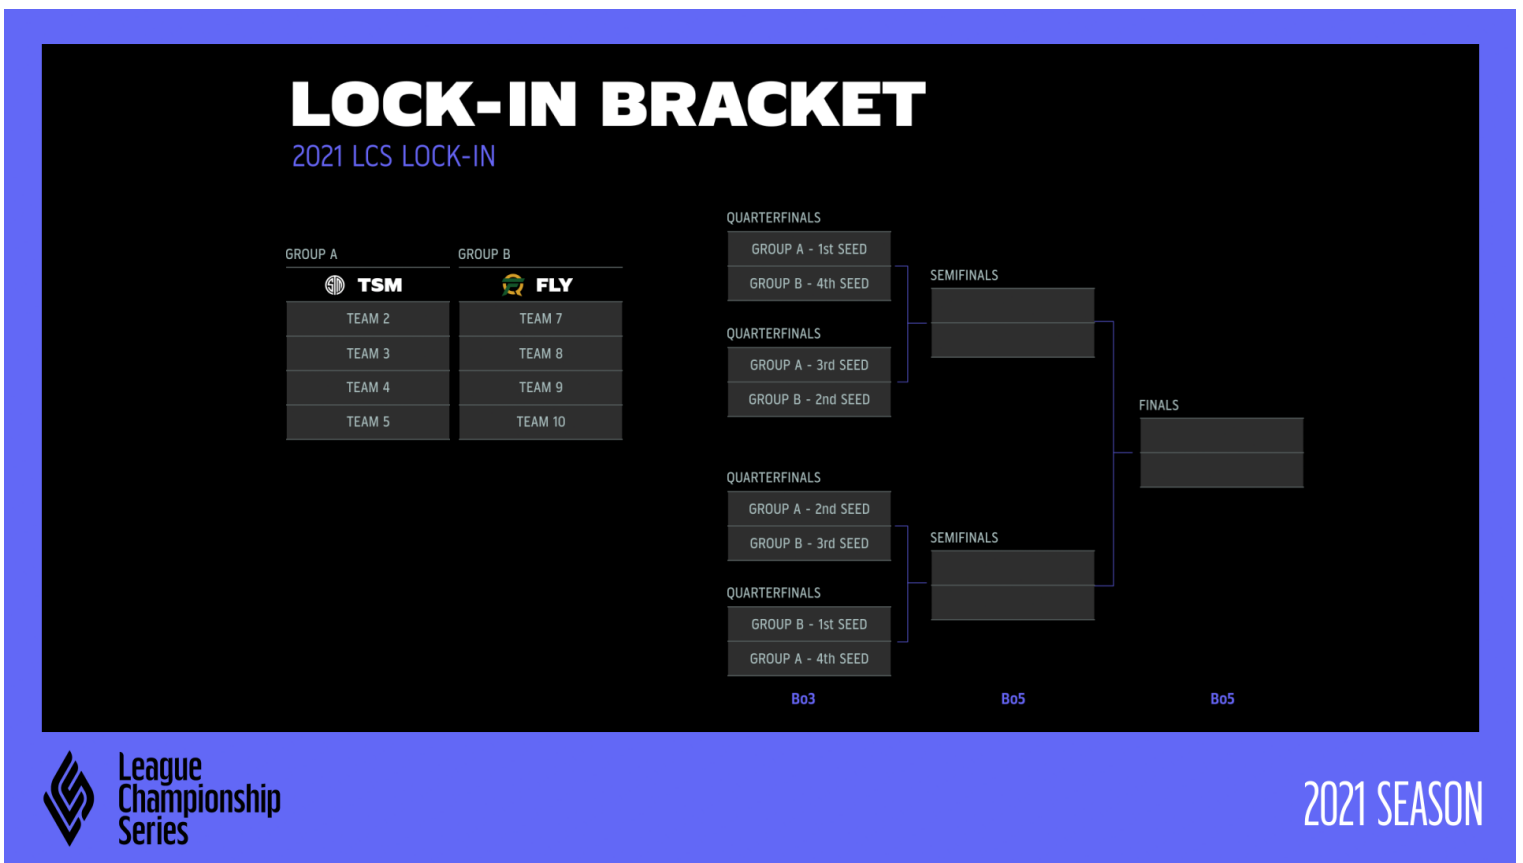 LOCK-IN BRACKET
2021 LCS LOCK-IN
GROUP A
TSM
TEAM 2
TEAM 3
TEAM 4
TEAM 5
GROUP B
FLY
TEAM 7
TEAM 8
TEAM 9
TEAM 10
QUARTERFINALS
GROUP A - 1st SEED
GROUP B - 4th SEED
QUARTERFINALS
GROUP A - 3rd SEED
GROUP B - 2nd SEED
QUARTERFINALS
GROUP A - 2nd SEED
GROUP B - 3rd SEED
QUARTERFINALS
GROUP B - 1st SEED
GROUP A - 4th SEED
Bo3
SEMIFINALS
SEMIFINALS
Bo5
FINALS
Bo5
League
Championship
Series
2021 SEASON